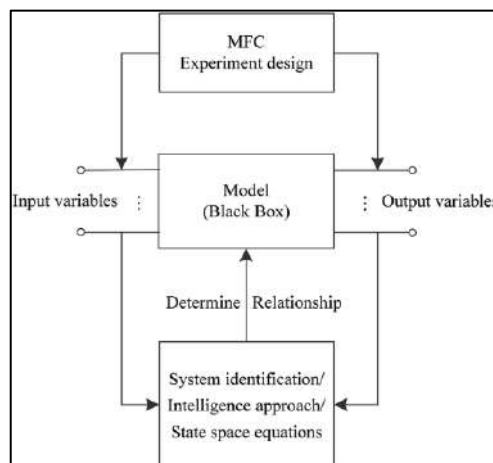 MFC
Experiment design
Input variables
Model
(Black Box)
Output variables
Determine Relationship
System identification/
Intelligence approach/
State space equations